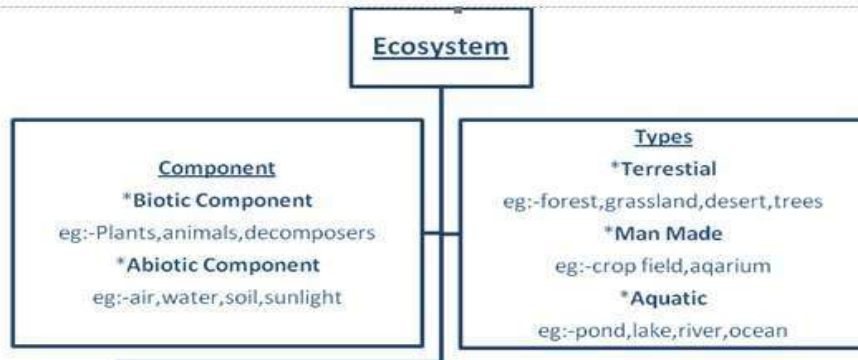 Ecosystem
Component
*Biotic Component
eg:-Plants,animals,decomposers
*Abiotic Component
eg:-air,water,soil,sunlight
Types
*Terrestial
eg:-forest,grassland,desert,trees
*Man Made
eg:-crop field,aqarium
*Aquatic
eg:-pond,lake,river,ocean